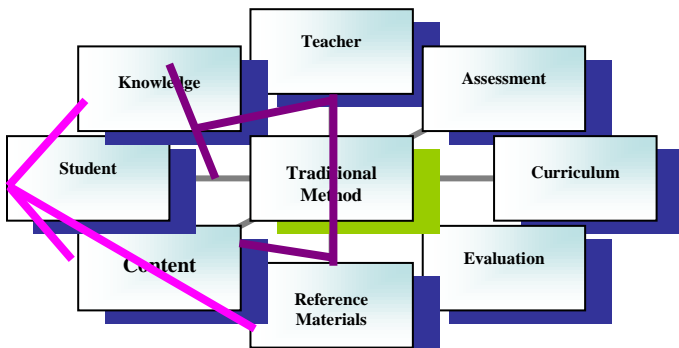 Teacher
Knowledge
Assessment
Student
Traditional
Method
Curriculum
Content
Evaluation
Reference
Materials